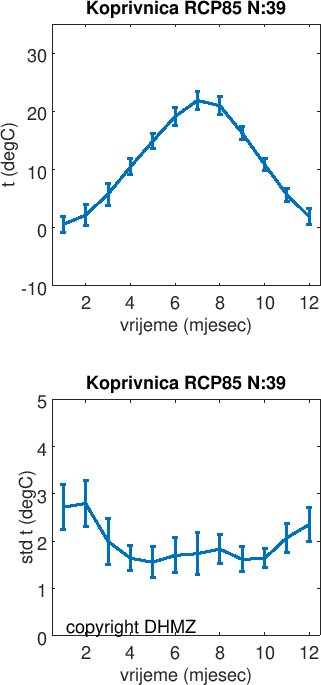 Koprivnica RCP85 N:39
30
20
10
0
-10
t (degC)
2 4 6 8 10 12
vrijeme (mjesec)
Koprivnica RCP85 N:39
5
4
3
2
1
0
std t (degC)
copyright DHMZ
2 4 6 8 10 12
vrijeme (mjesec)